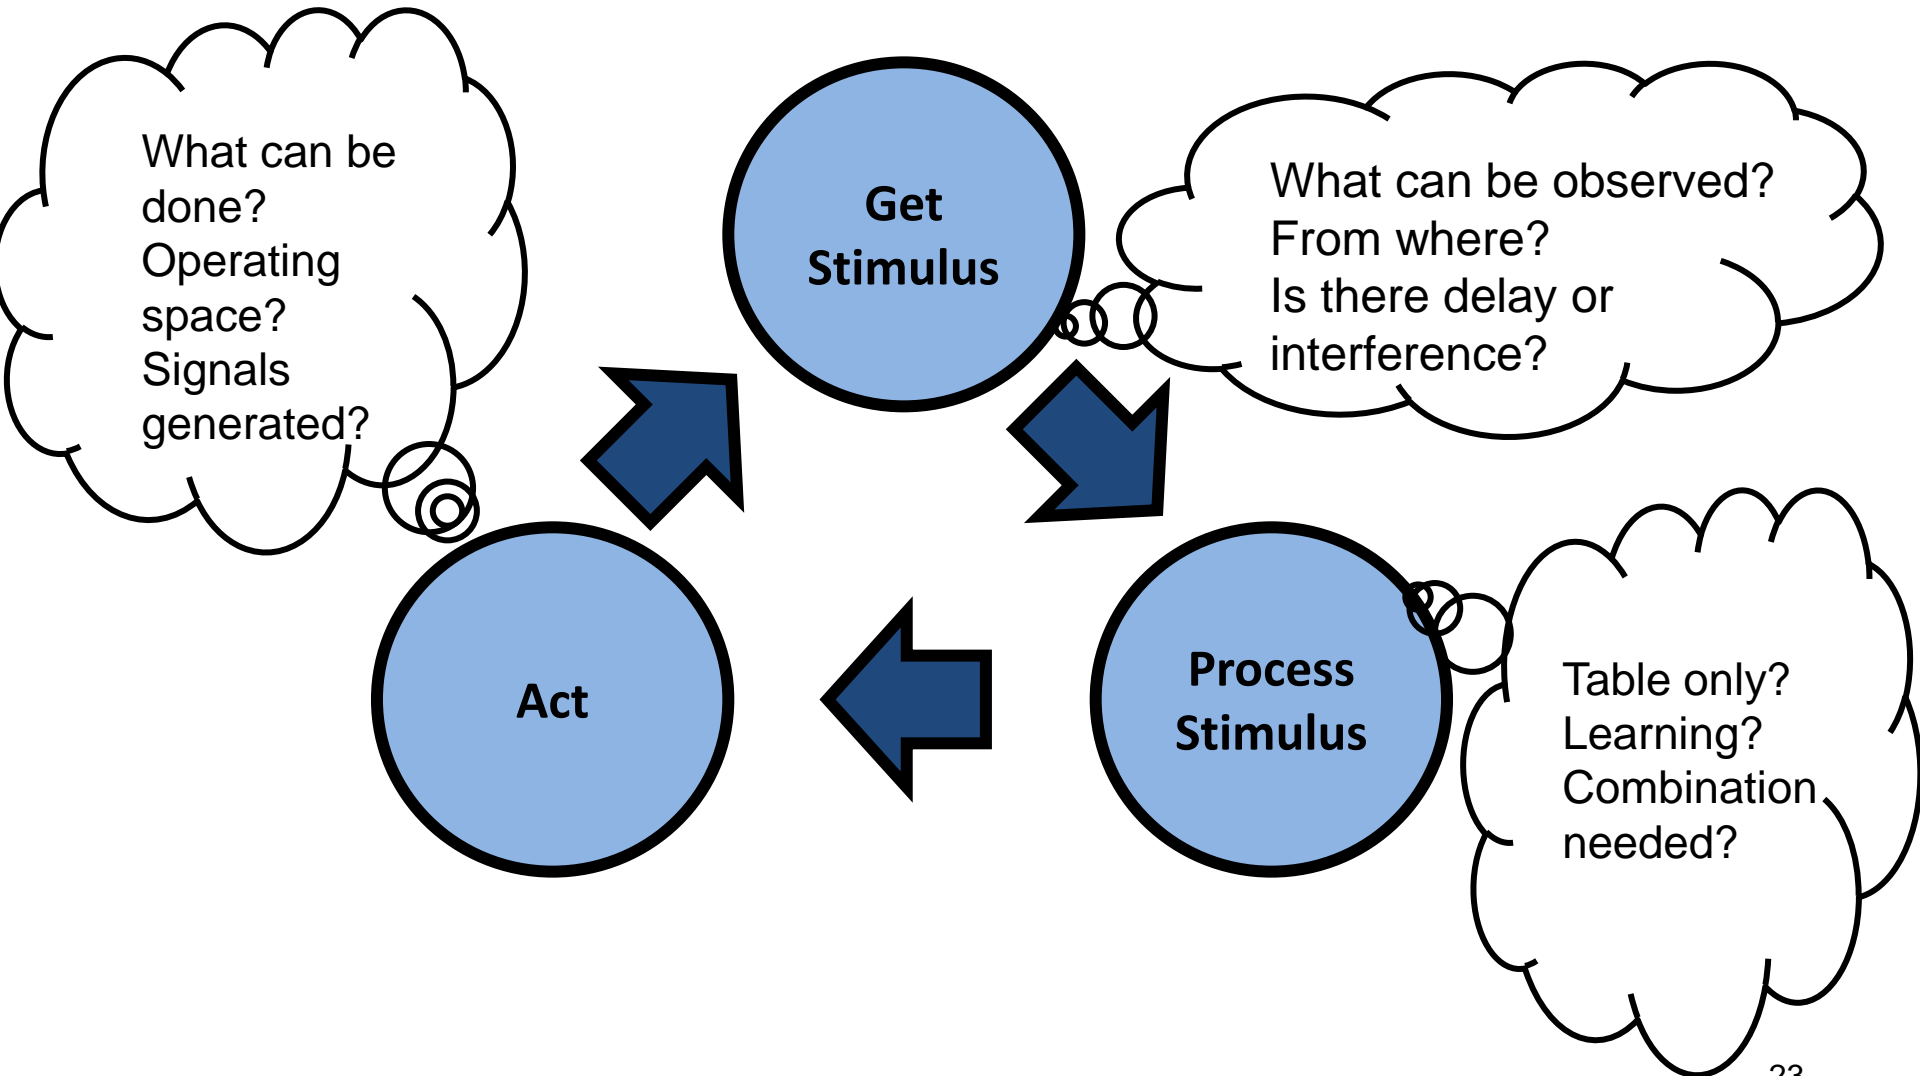 What can be
done?
Operating
space?
Signals
generated?
Get
Stimulus
What can be observed?
From where?
Is there delay or
interference?
Act
Process
Stimulus
Table only?
Learning?
Combination
needed?
23